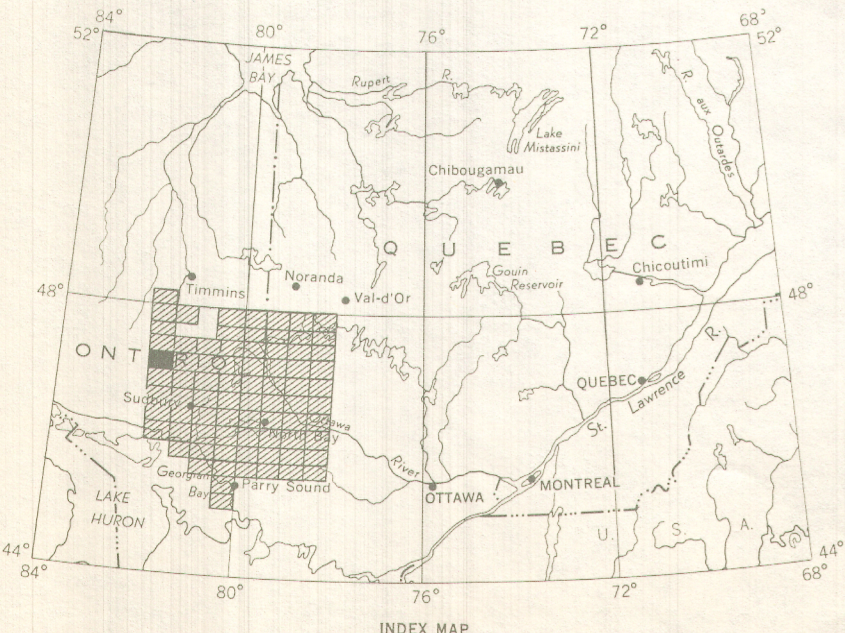 84° 80° 76° 72° 68°
52° 52°
JAMES
BAY
Rupert R.
R. aux Outardes
Lake
Mistassini
Chibougamau
QUEBEC
Gouin
Reservoir
Chicoutimi
Noranda
Timmins
Val-d'Or
48° 48°
ONTARIO
R.
QUEBEC
St. Lawrence
Sudbury
North Bay
Ottawa River
Georgian
Bay
Parry Sound
OTTAWA
MONTREAL
LAKE
HURON
U. S. A.
44° 44°
84° 80° 76° 72° 68°
INDEX MAP